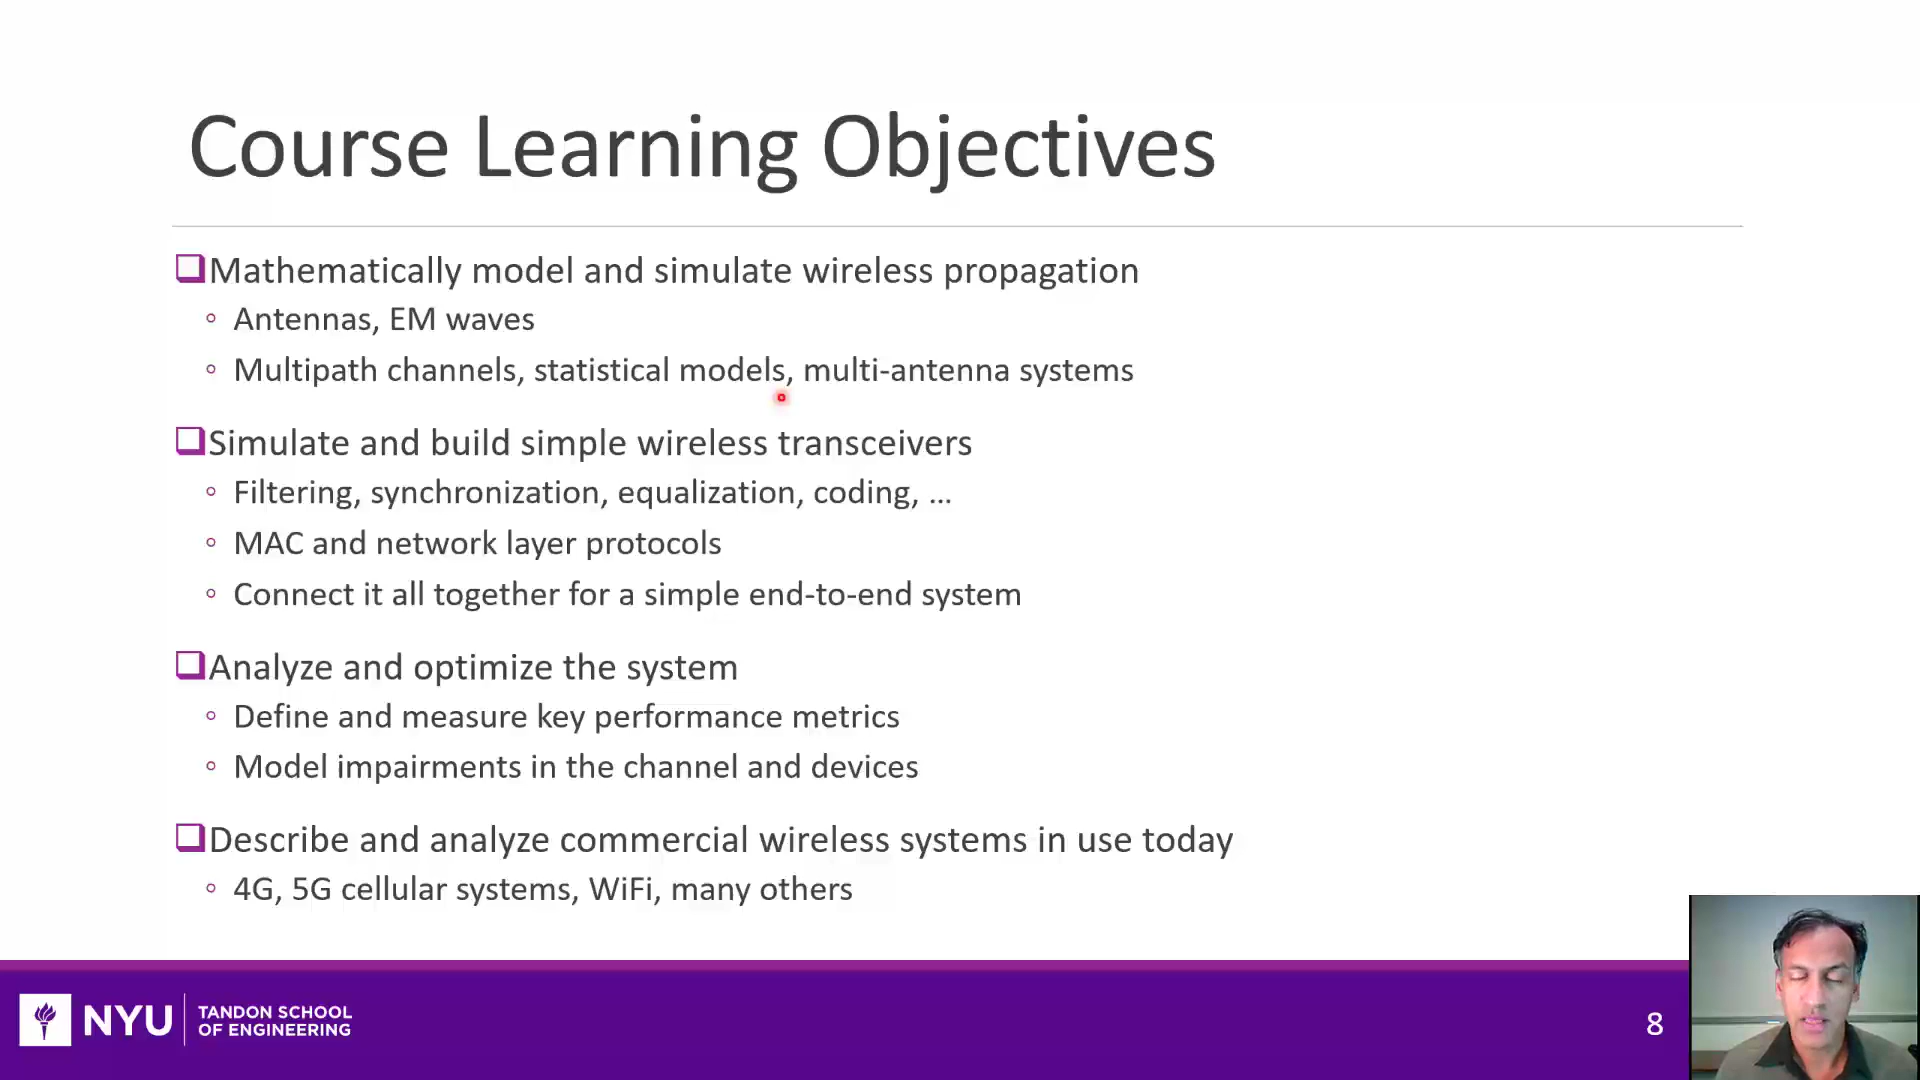 Course Learning Objectives
Mathematically model and simulate wireless propagation
Antennas, EM waves
Multipath channels, statistical models, multi-antenna systems
Simulate and build simple wireless transceivers
Filtering, synchronization, equalization, coding, ...
MAC and network layer protocols
Connect it all together for a simple end-to-end system
Analyze and optimize the system
Define and measure key performance metrics
Model impairments in the channel and devices
Describe and analyze commercial wireless systems in use today
4G, 5G cellular systems, WiFi, many others
NYU
TANDON SCHOOL
OF ENGINEERING
8